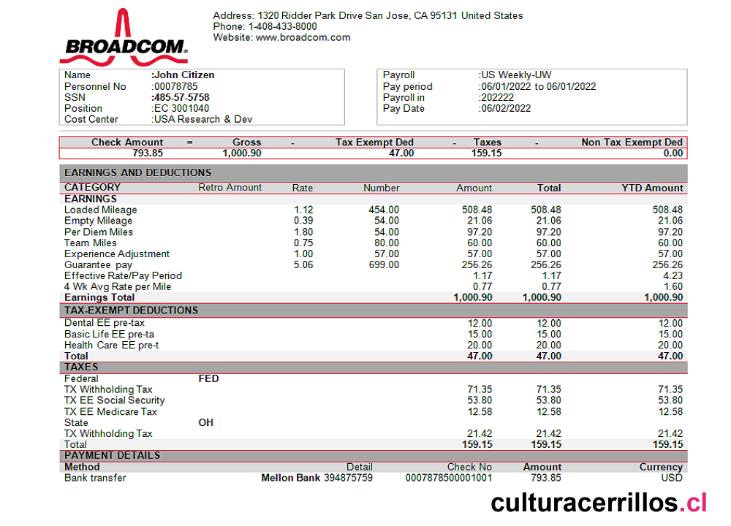 BROADCOM®
Address: 1320 Ridder Park Drive San Jose, CA 95131 United States
Phone: 1-408-433-8000
Website: www.broadcom.com
Name :John Citizen
Personnel No :00078785
SSN :485-57-5758
Position :EC 3001040
Cost Center :USA Research & Dev
Payroll :US Weekly-UW
Pay period :06/01/2022 to 06/01/2022
Payroll in :202222
Pay Date :06/02/2022
Check Amount = Gross - Tax Exempt Ded - Taxes - Non Tax Exempt Ded
793.85 1,000.90 47.00 159.15 0.00
EARNINGS AND DEDUCTIONS
CATEGORY Retro Amount Rate Number Amount Total YTD Amount
EARNINGS
Loaded Mileage 1.12 454.00 508.48 508.48 508.48
Empty Mileage 0.39 54.00 21.06 21.06 21.06
Per Diem Miles 1.80 54.00 97.20 97.20 97.20
Team Miles 0.75 80.00 60.00 60.00 60.00
Experience Adjustment 1.00 57.00 57.00 57.00 57.00
Guarantee pay 5.06 699.00 256.26 256.26 256.26
Effective Rate/Pay Period 1.17 1.17 4.23
4 Wk Avg Rate per Mile 0.77 0.77 1.60
Earnings Total 1,000.90 1,000.90 1,000.90
TAX-EXEMPT DEDUCTIONS
Dental EE pre-tax 12.00 12.00 12.00
Basic Life EE pre-ta 15.00 15.00 15.00
Health Care EE pre-t 20.00 20.00 20.00
Total 47.00 47.00 47.00
TAXES
Federal FED
TX Withholding Tax 71.35 71.35 71.35
TX EE Social Security 53.80 53.80 53.80
TX EE Medicare Tax 12.58 12.58 12.58
State OH
TX Withholding Tax 21.42 21.42 21.42
Total 159.15 159.15 159.15
PAYMENT DETAILS
Method Detail Check No Amount Currency
Bank transfer Mellon Bank 394875759 0007878500001001 793.85 USD
culturacerrillos.cl